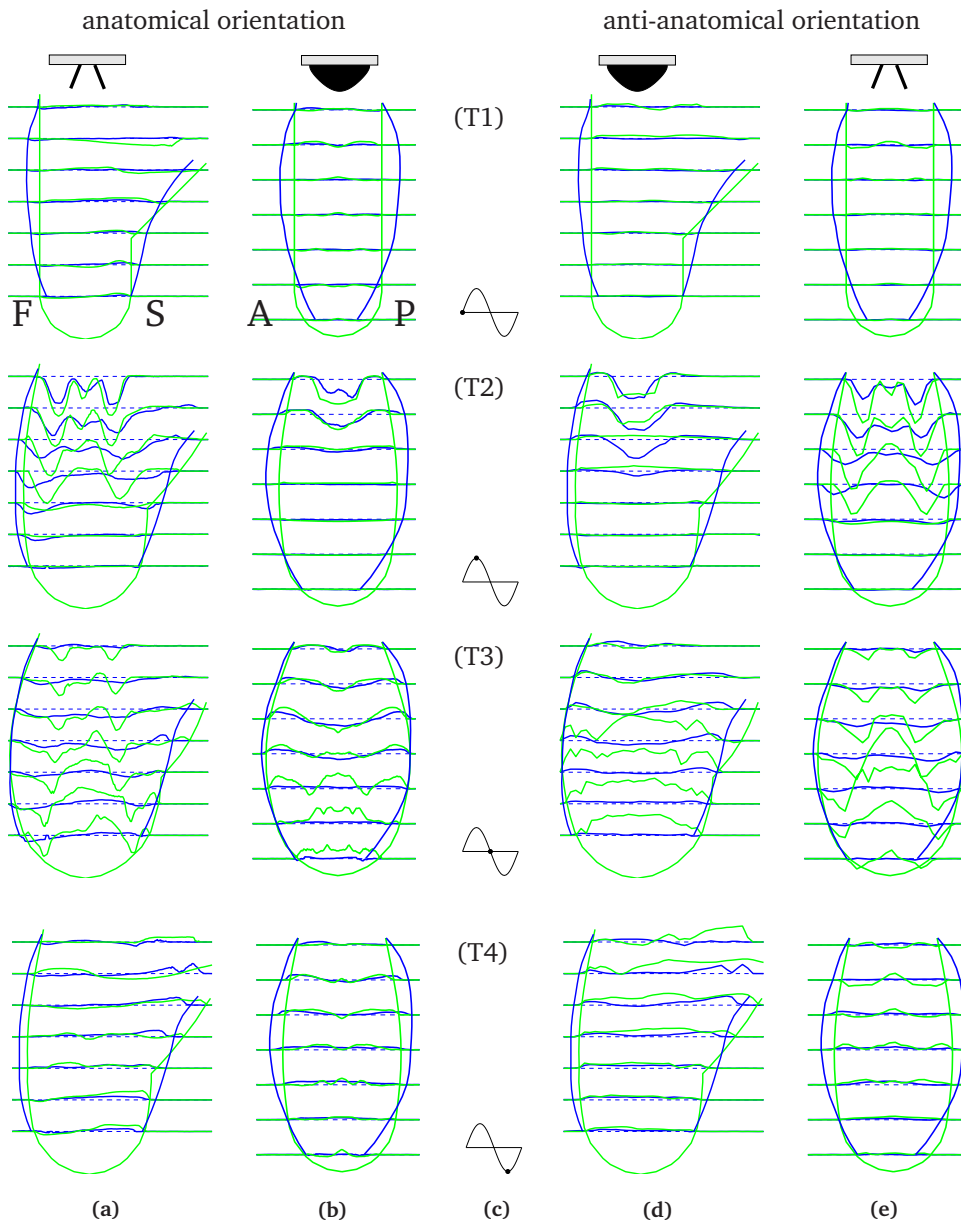 anatomical orientation
anti-anatomical orientation
(T1)
F
S
A
P
(T2)
(T3)
(T4)
(a)
(b)
(c)
(d)
(e)